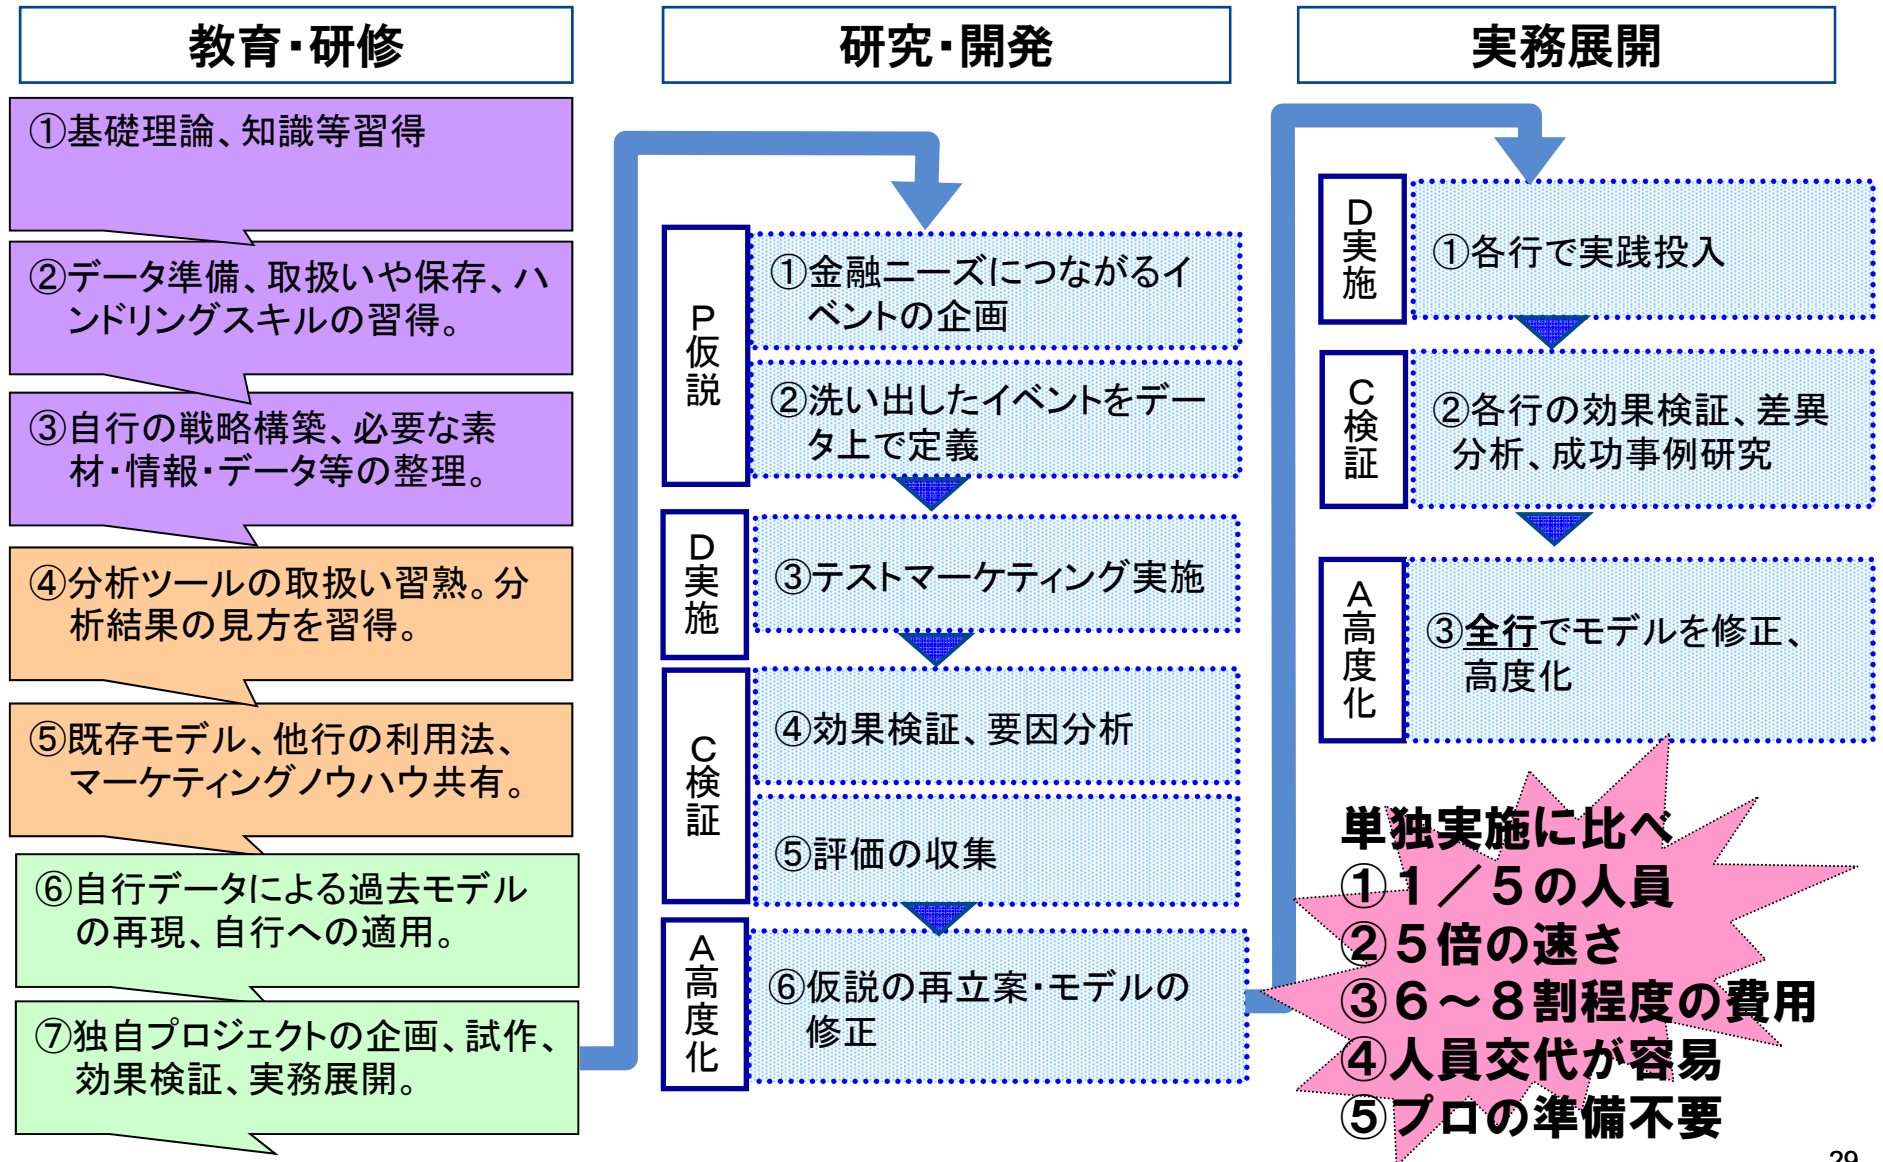 教育・研修
①基礎理論、知識等習得
②データ準備、取扱いや保存、ハ
ンドリングスキルの習得。
③自行の戦略構築、必要な素
材・情報・データ等の整理。
④分析ツールの取扱い習熟。分
析結果の見方を習得。
⑤既存モデル、他行の利用法、
マーケティングノウハウ共有。
⑥自行データによる過去モデル
の再現、自行への適用。
⑦独自プロジェクトの企画、試作、
効果検証、実務展開。
研究・開発
P仮説
①金融ニーズにつながるイ
ベントの企画
②洗い出したイベントをデー
タ上で定義
D実施
③テストマーケティング実施
C検証
④効果検証、要因分析
⑤評価の収集
A高度化
⑥仮説の再立案・モデルの
修正
実務展開
D実施
①各行で実践投入
C検証
②各行の効果検証、差異
分析、成功事例研究
A高度化
③全行でモデルを修正、
高度化
単独実施に比べ
①１／５の人員
②５倍の速さ
③６～８割程度の費用
④人員交代が容易
⑤プロの準備不要
29